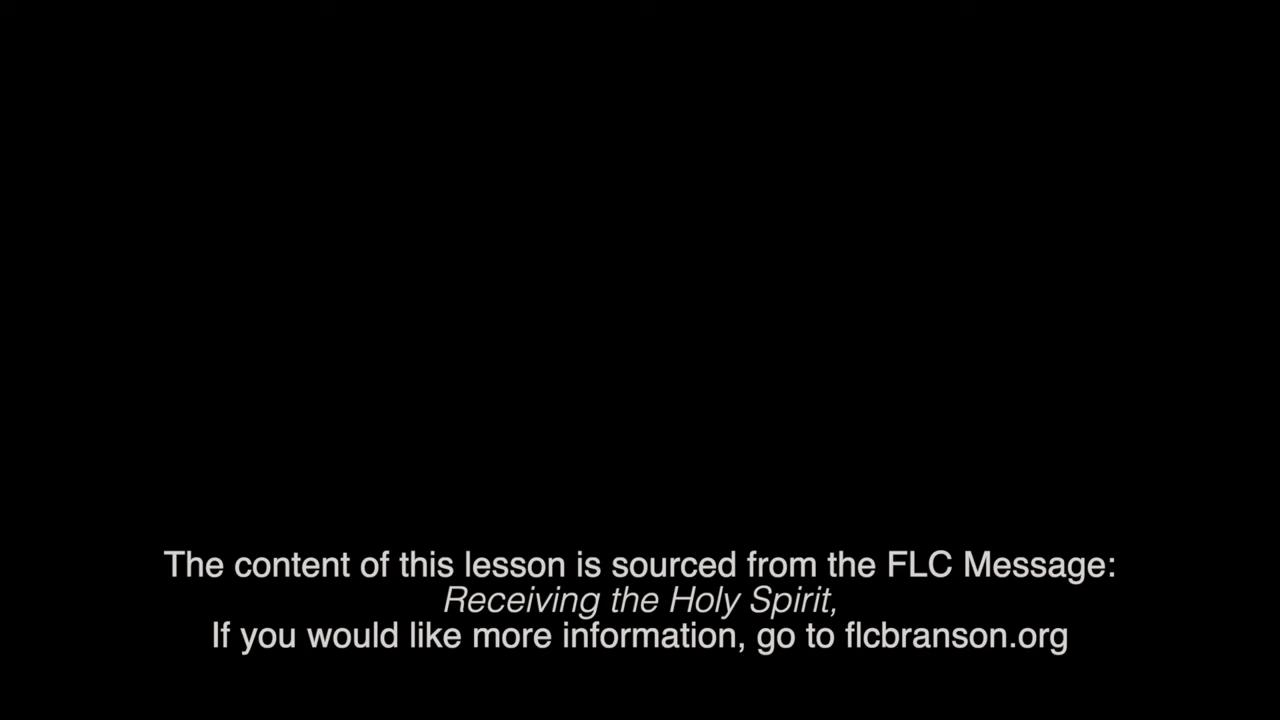 The content of this lesson is sourced from the FLC Message:
Receiving the Holy Spirit,
If you would like more information, go to flcbranson.org